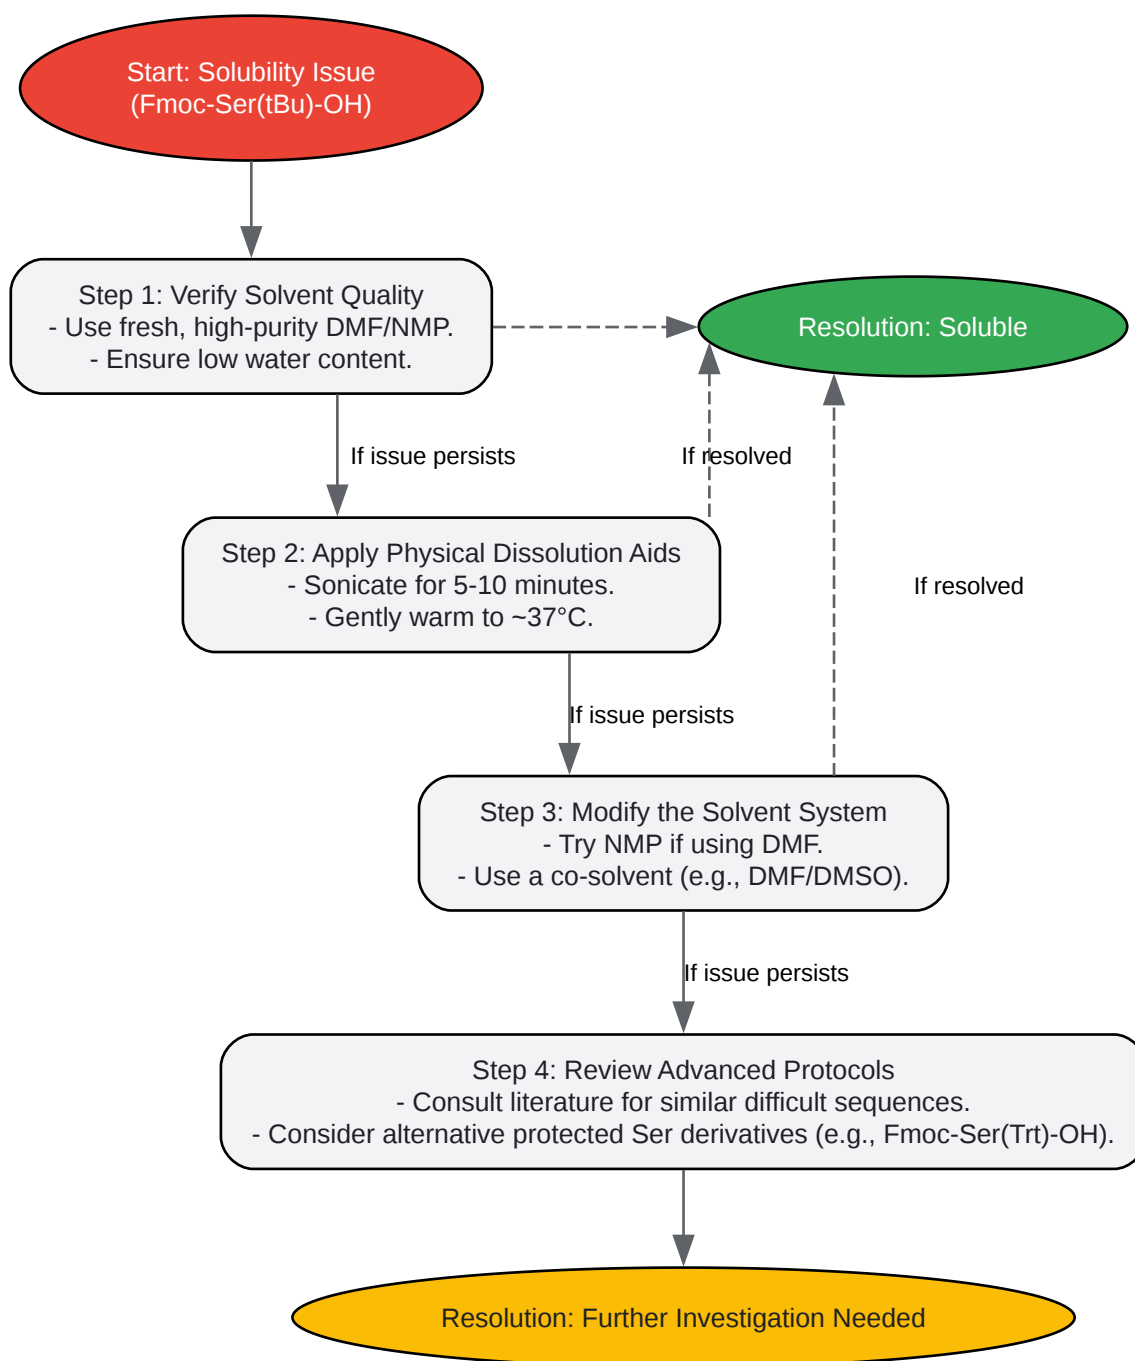 Start: Solubility Issue
(Fmoc-Ser(tBu)-OH)
Step 1: Verify Solvent Quality
- Use fresh, high-purity DMF/NMP.
- Ensure low water content.
Resolution: Soluble
If issue persists
If resolved
Step 2: Apply Physical Dissolution Aids
- Sonicate for 5-10 minutes.
- Gently warm to ~37°C.
If resolved
If issue persists
Step 3: Modify the Solvent System
- Try NMP if using DMF.
- Use a co-solvent (e.g., DMF/DMSO).
If issue persists
Step 4: Review Advanced Protocols
- Consult literature for similar difficult sequences.
- Consider alternative protected Ser derivatives (e.g., Fmoc-Ser(Trt)-OH).
Resolution: Further Investigation Needed